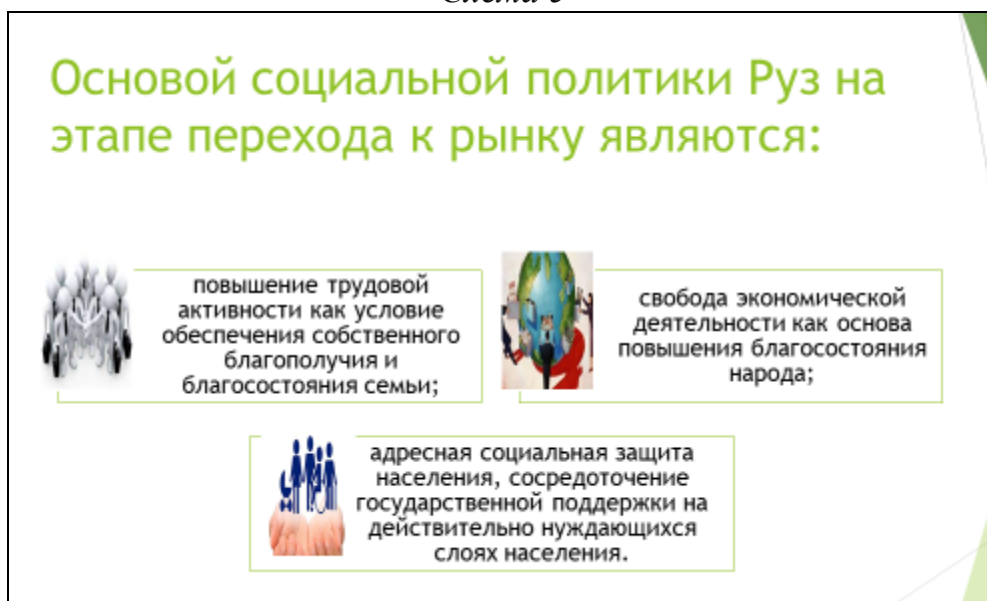 Основой социальной политики Руз на
этапе перехода к рынку являются:
повышение трудовой
активности как условие
обеспечения собственного
благополучия и
благосостояния семьи;
свобода экономической
деятельности как основа
повышения благосостояния
народа;
адресная социальная защита
населения, сосредоточение
государственной поддержки на
действительно нуждающихся
слоях населения.